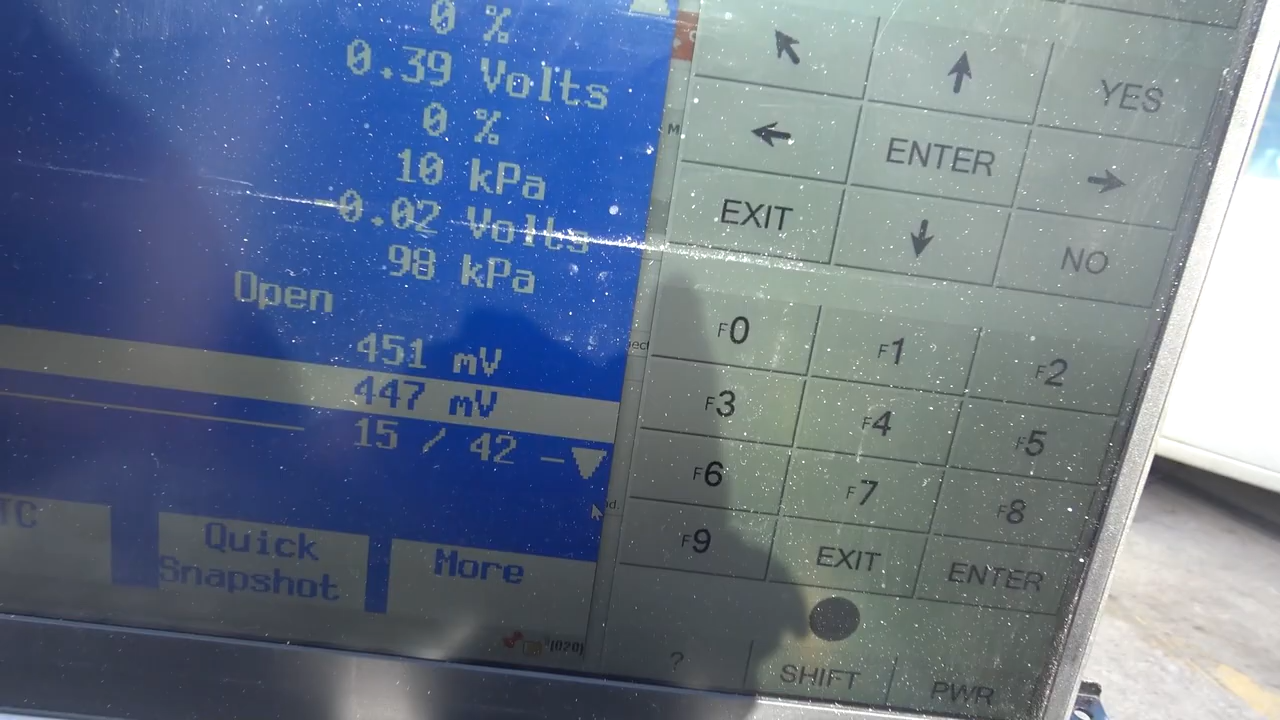 0 %
0.39 Volts
0 %
10 kPa
-0.02 Volts
98 kPa
Open
451 mV
447 mV
15 / 42
TC
Quick
Snapshot
More
(020)
M
YES
ENTER
EXIT
NO
F0
F1
F2
F3
F4
F5
F6
F7
F8
F9
EXIT
ENTER
?
SHIFT
PWR